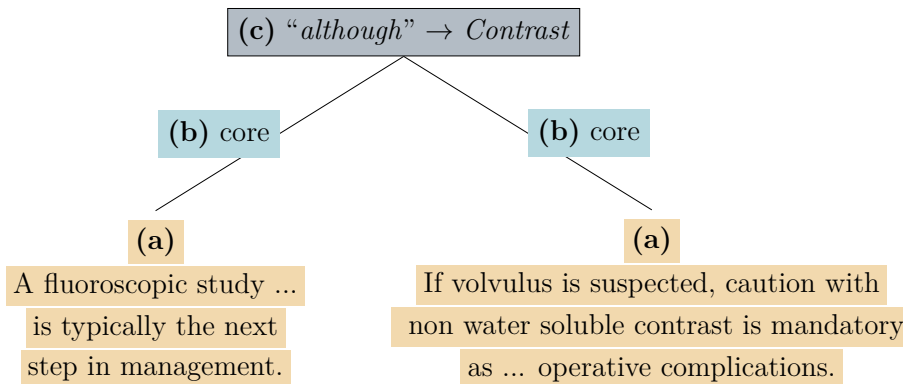 (c) “although” → Contrast
(b) core
(b) core
(a)
A fluoroscopic study ...
is typically the next
step in management.
(a)
If volvulus is suspected, caution with
non water soluble contrast is mandatory
as ... operative complications.